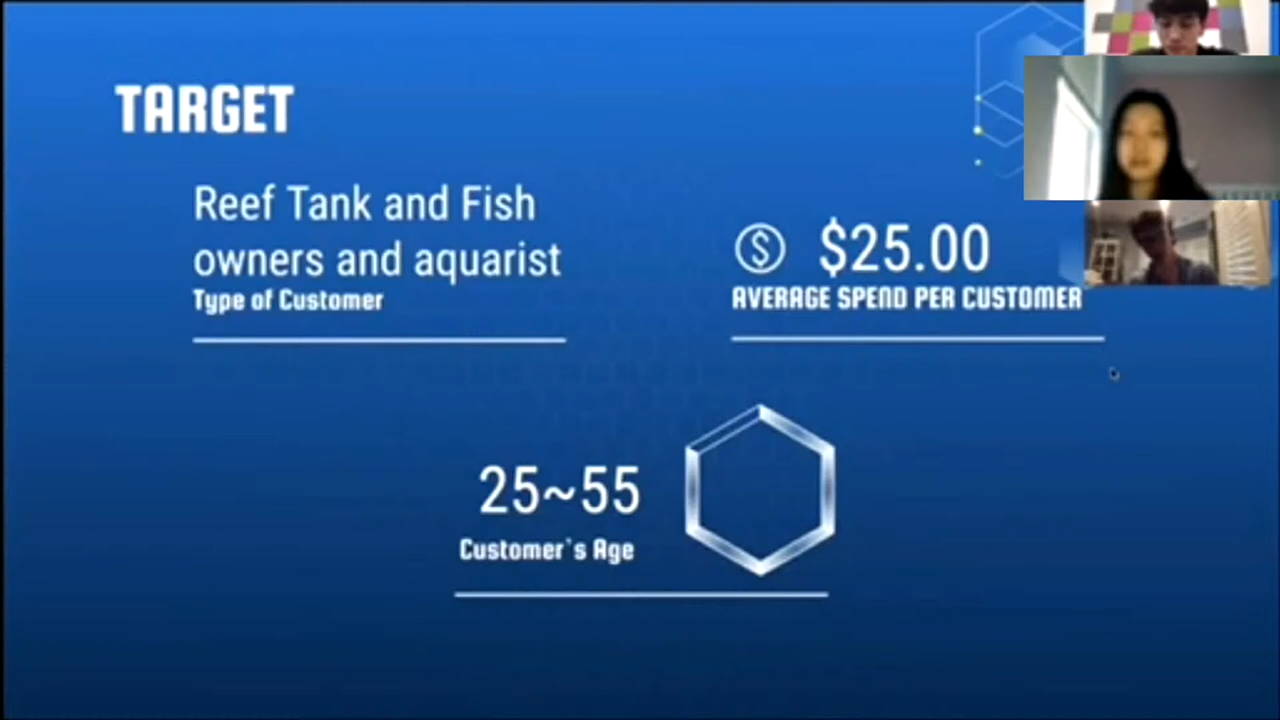 TARGET
Reef Tank and Fish
owners and aquarist
Type of Customer
$ $25.00
AVERAGE SPEND PER CUSTOMER
25~55
Customer's Age